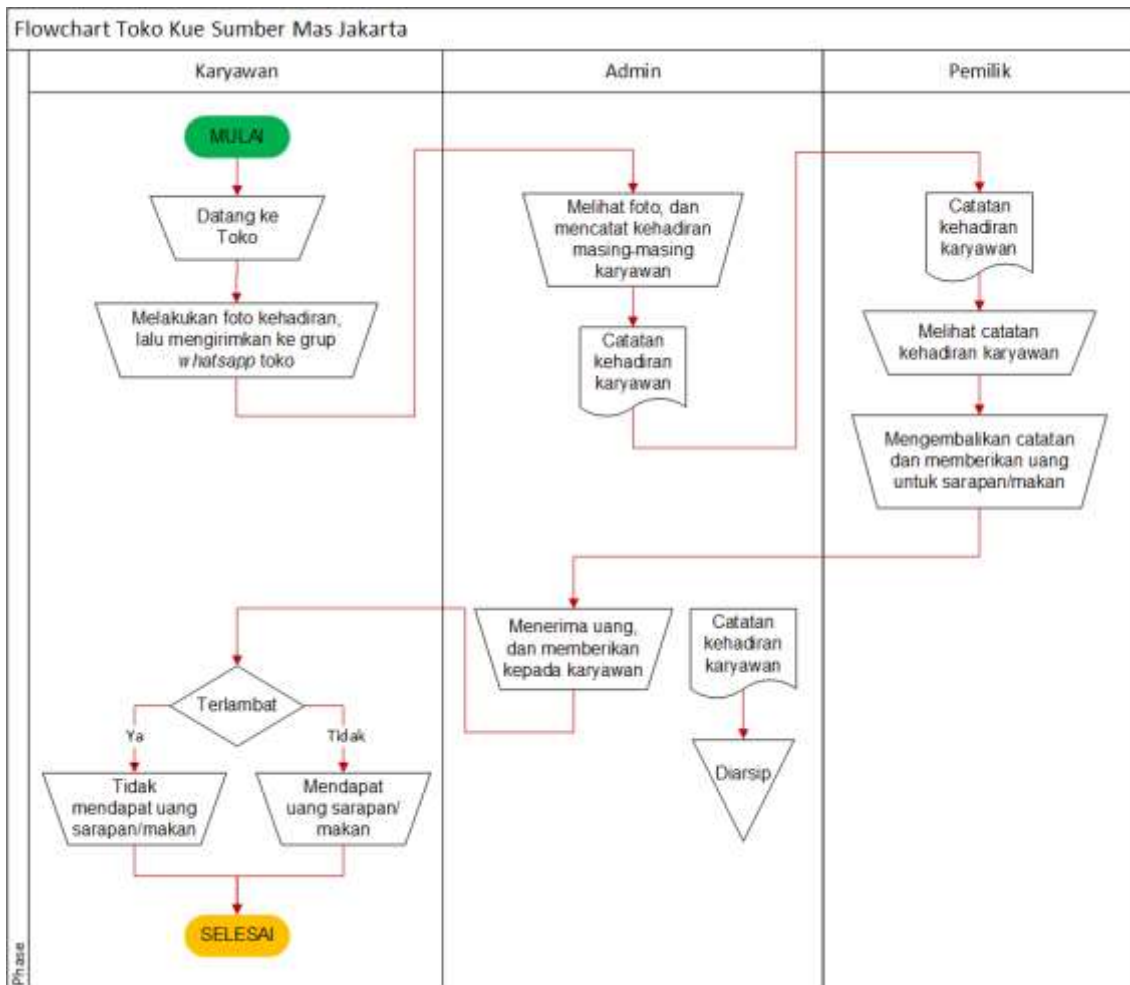 Flowchart Toko Kue Sumber Mas Jakarta
Phase
Karyawan
Admin
Pemilik
MULAI
Datang ke
Toko
Melakukan foto kehadiran,
lalu mengirimkan ke grup
whatsapp toko
Melihat foto, dan
mencatat kehadiran
masing-masing
karyawan
Catatan
kehadiran
karyawan
Catatan
kehadiran
karyawan
Melihat catatan
kehadiran karyawan
Mengembalikan catatan
dan memberikan uang
untuk sarapan/makan
Menerima uang,
dan memberikan
kepada karyawan
Catatan
kehadiran
karyawan
Diarsip
Terlambat
Ya
Tidak
Tidak
mendapat uang
sarapan/makan
Mendapat
uang sarapan/
makan
SELESAI